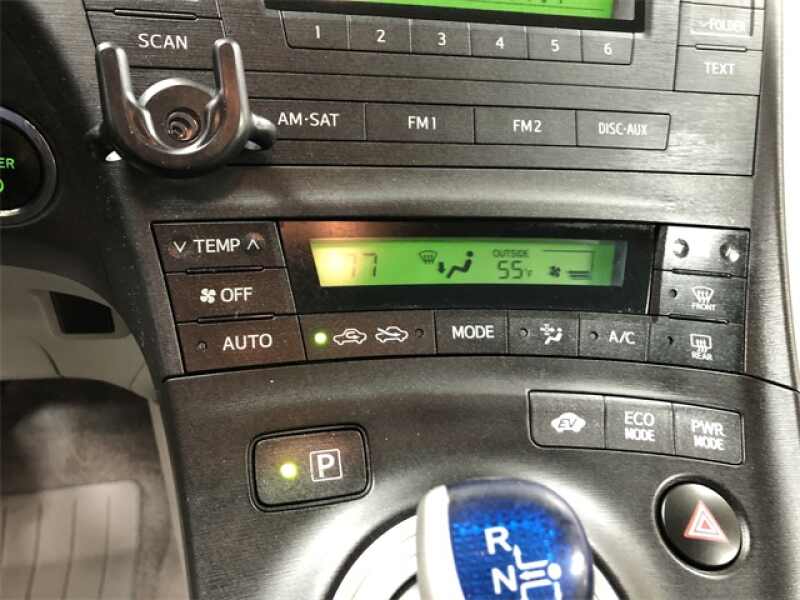 1 2 3 4 5 6
SCAN
FOLDER
TEXT
AM·SAT FM1 FM2 DISC·AUX
ER
TEMP
77
OUTSIDE
55°F
OFF
FRONT
AUTO
MODE
A/C
REAR
EV
ECO MODE
PWR MODE
P
R
N